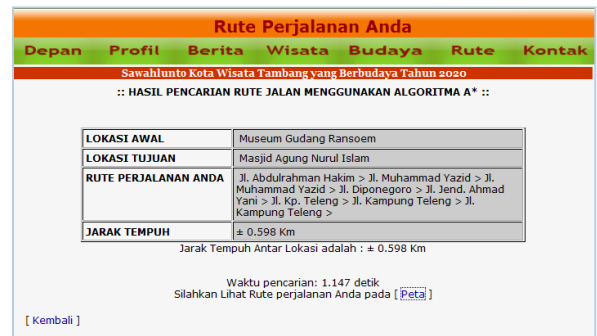 Rute Perjalanan Anda
Depan Profil Berita Wisata Budaya Rute Kontak
Sawahlunto Kota Wisata Tambang yang Berbudaya Tahun 2020
:: HASIL PENCARIAN RUTE JALAN MENGGUNAKAN ALGORITMA A* ::
LOKASI AWAL Museum Gudang Ransoem
LOKASI TUJUAN Masjid Agung Nurul Islam
RUTE PERJALANAN ANDA Jl. Abdulrahman Hakim > Jl. Muhammad Yazid > Jl.
Muhammad Yazid > Jl. Diponegoro > Jl. Jend. Ahmad
Yani > Jl. Kp. Teleng > Jl. Kampung Teleng > Jl.
Kampung Teleng >
JARAK TEMPUH ± 0.598 Km
Jarak Tempuh Antar Lokasi adalah : ± 0.598 Km
Waktu pencarian: 1.147 detik
Silahkan Lihat Rute perjalanan Anda pada [ Peta ]
[ Kembali ]